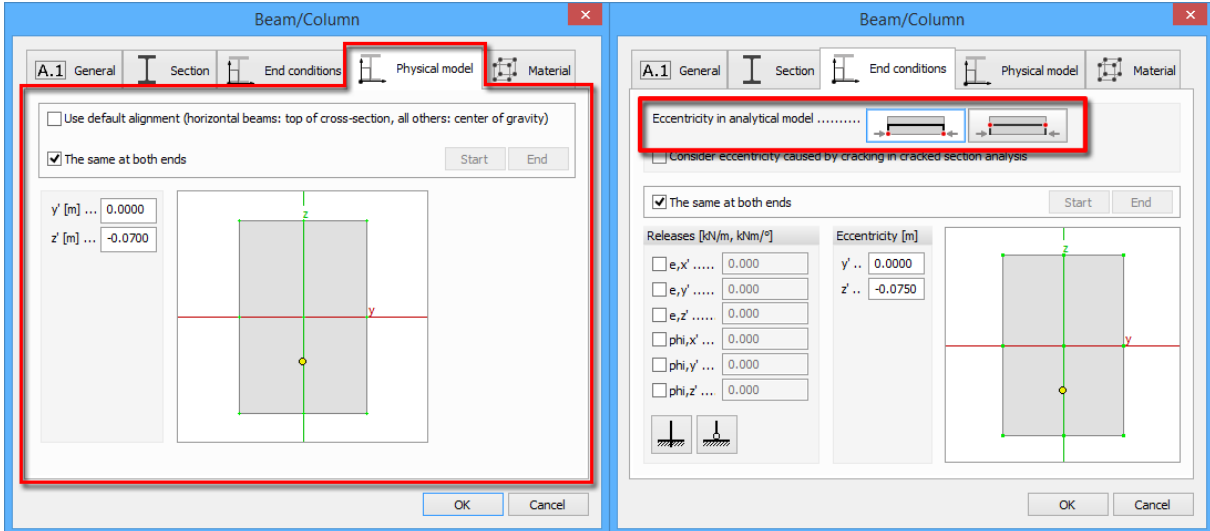 Beam/Column
A.1 General Section End conditions Physical model Material
Use default alignment (horizontal beams: top of cross-section, all others: center of gravity)
The same at both ends Start End
y' [m] ... 0.0000
z' [m] ... -0.0700
z
y
OK Cancel
Beam/Column
A.1 General Section End conditions Physical model Material
Eccentricity in analytical model ..........
Consider eccentricity caused by cracking in cracked section analysis
The same at both ends Start End
Releases [kN/m, kNm/°] Eccentricity [m]
e,x' ..... 0.000 y' .. 0.0000
e,y' ..... 0.000 z' .. -0.0750
e,z' ..... 0.000
phi,x' ... 0.000
phi,y' ... 0.000
phi,z' ... 0.000
z
y
OK Cancel